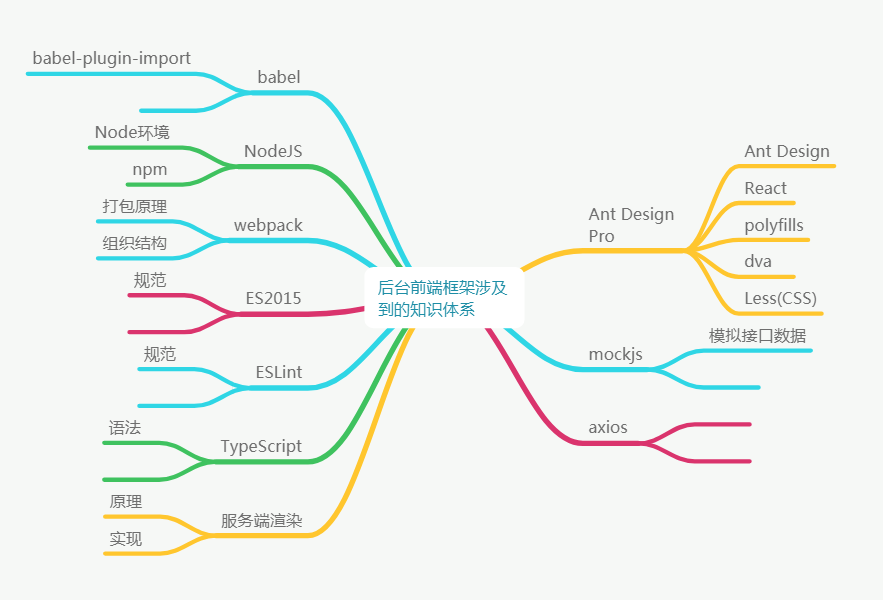 后台前端框架涉及
到的知识体系
babel
babel-plugin-import
NodeJS
Node环境
npm
webpack
打包原理
组织结构
ES2015
规范
ESLint
规范
TypeScript
语法
服务端渲染
原理
实现
Ant Design
Pro
Ant Design
React
polyfills
dva
Less(CSS)
mockjs
模拟接口数据
axios